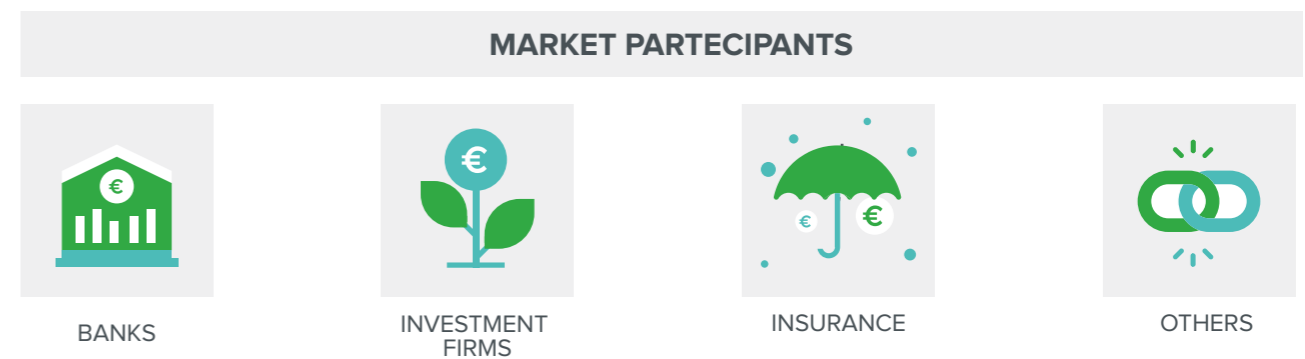 MARKET PARTECIPANTS
€
€
€
€
BANKS
INVESTMENT
FIRMS
INSURANCE
OTHERS